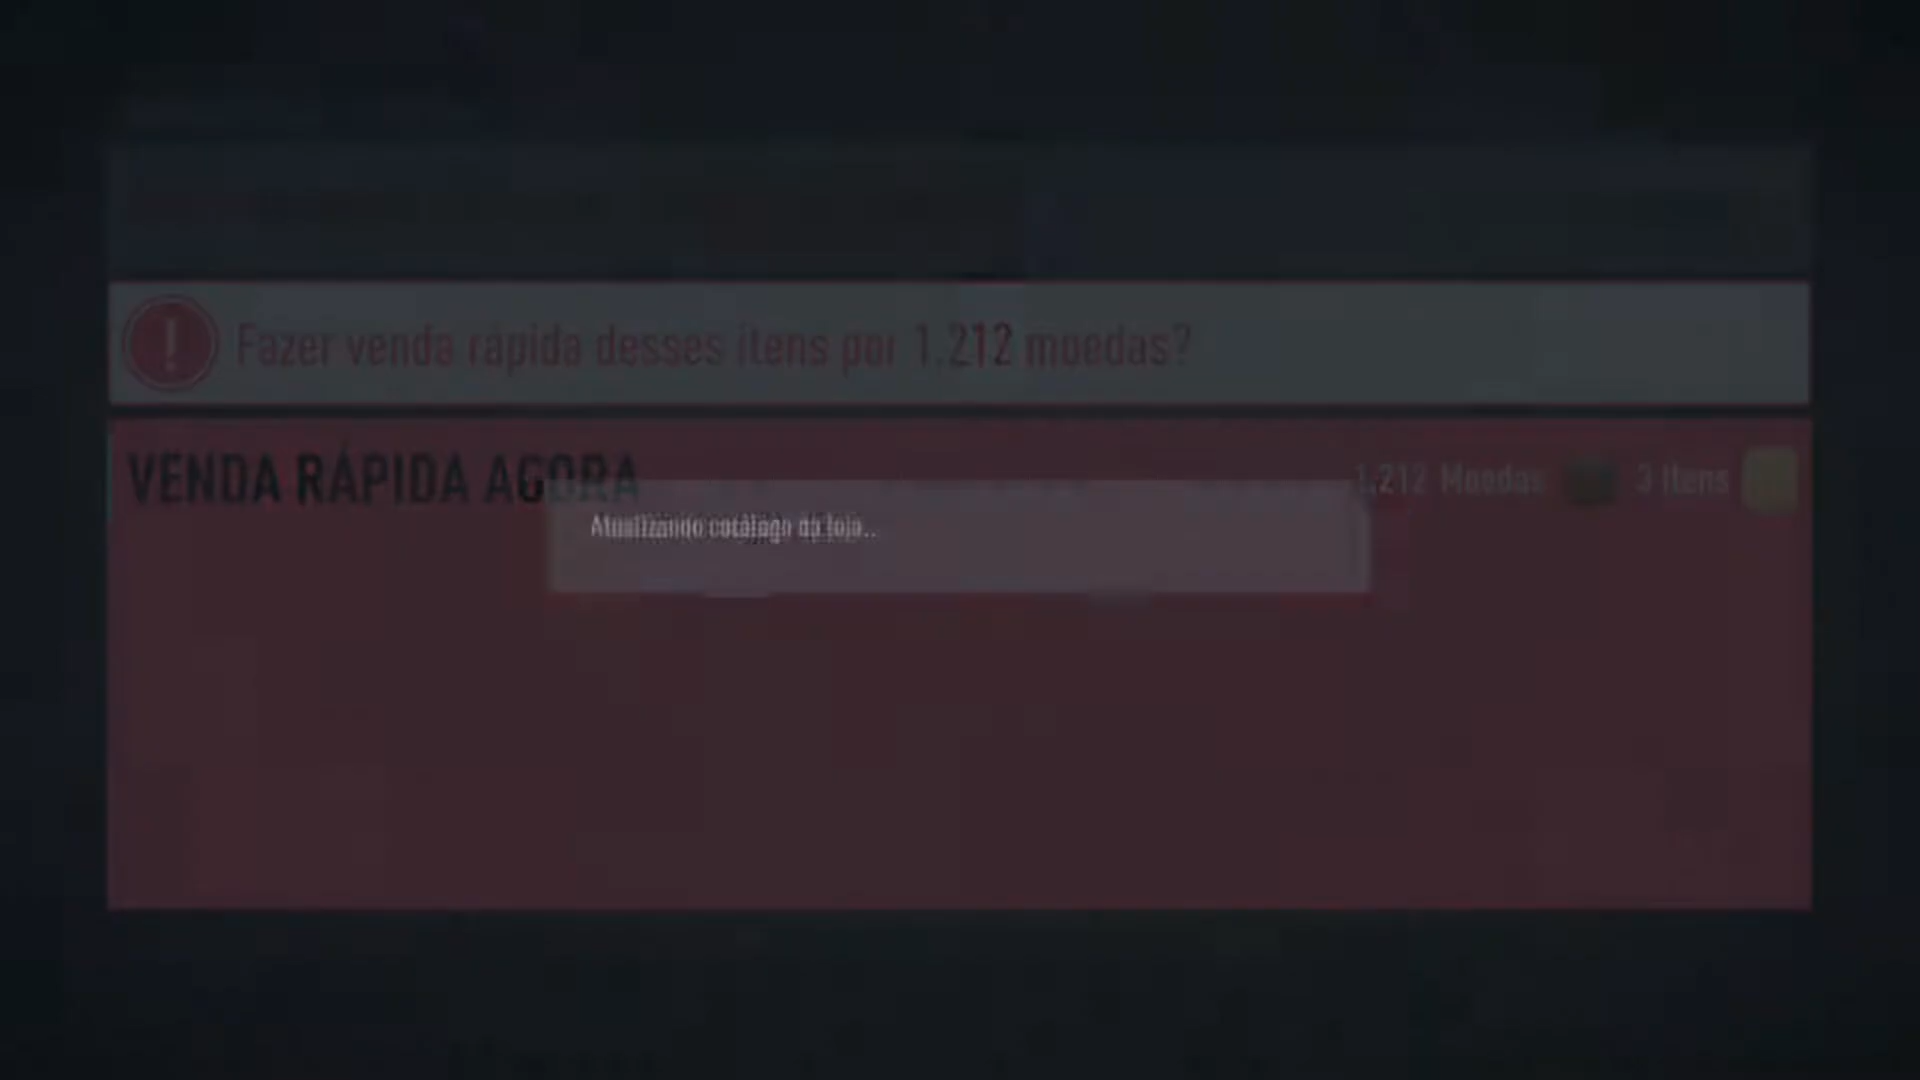 Fazer venda rápida desses itens por 1.212 moedas?
VENDA RÁPIDA AGORA
1.212 Moedas 3 itens
Atualizando catálogo da loja...